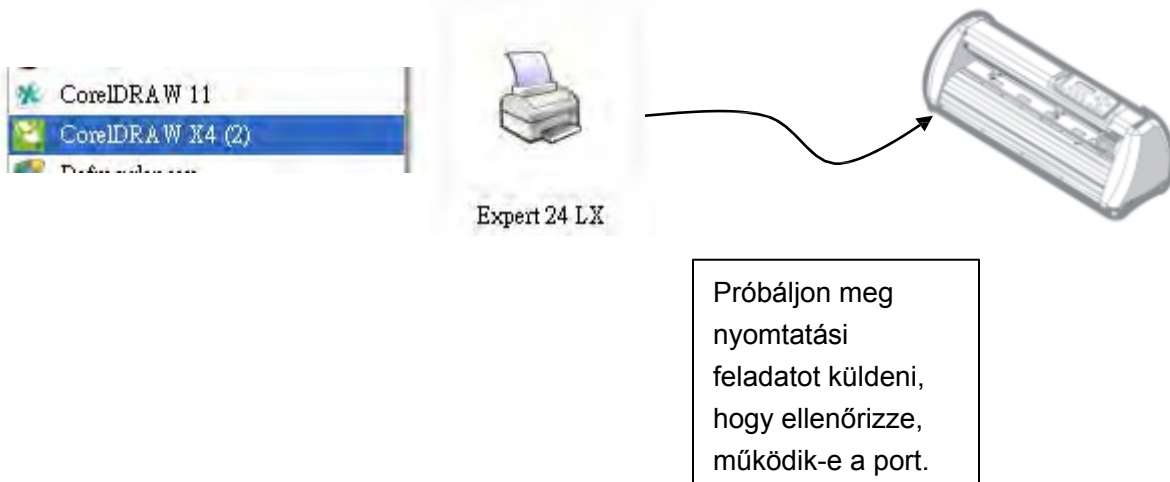 CorelDRAW 11
CorelDRAW X4 (2)
Expert 24 LX
Próbáljon meg
nyomtatási
feladatot küldeni,
hogy ellenőrizze,
működik-e a port.